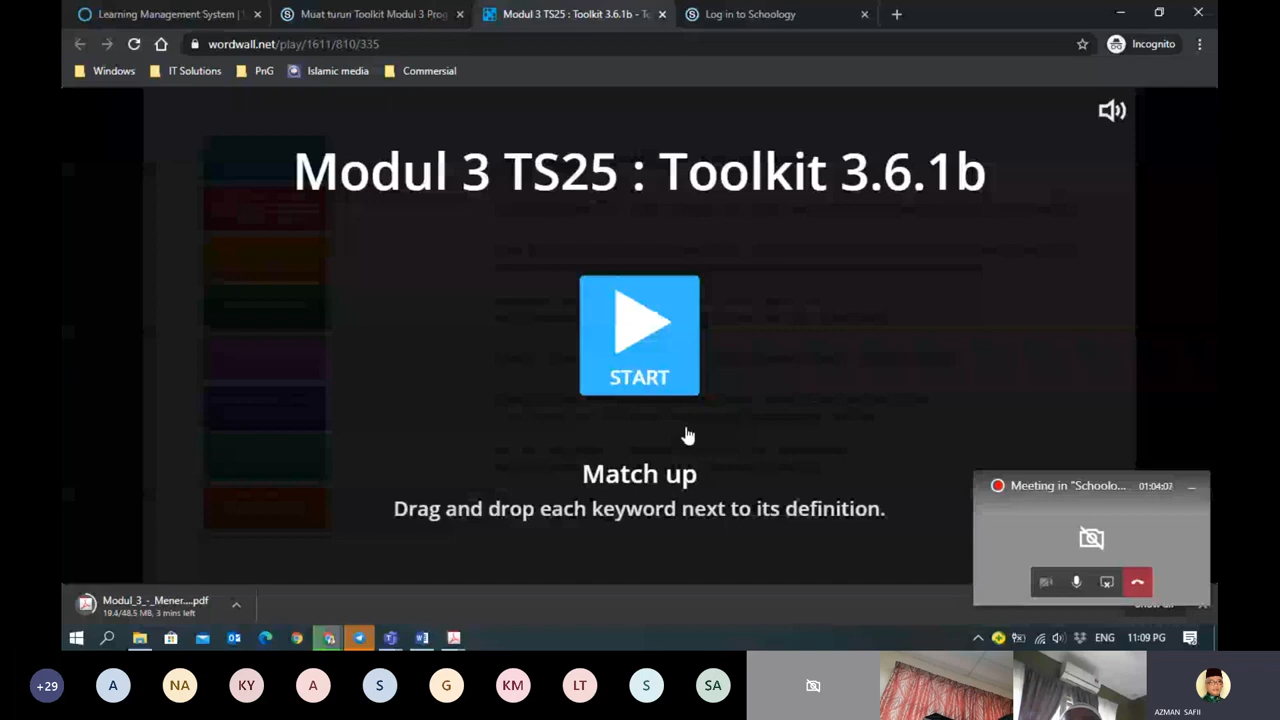 Learning Management System |
Muat turun Toolkit Modul 3 Prog
Modul 3 TS25 : Toolkit 3.6.1b - To
Log in to Schoology
wordwall.net/play/1611/810/335
Incognito
Windows
IT Solutions
PnG
Islamic media
Commersial
Modul 3 TS25 : Toolkit 3.6.1b
START
Match up
Drag and drop each keyword next to its definition.
Meeting in "Schoolo...
01:04:07
Modul_3_-_Mener....pdf
19.4/48.5 MB, 3 mins left
ENG
11:09 PG
+29
A
NA
KY
A
S
G
KM
LT
S
SA
AZMAN SAFII